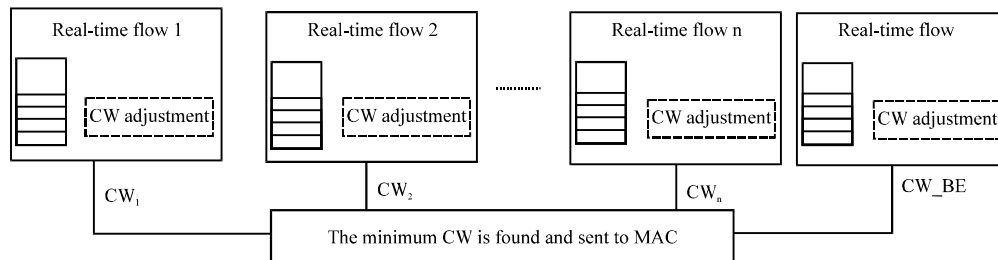 Real-time flow 1
Real-time flow 2
Real-time flow n
Real-time flow
CW adjustment
CW adjustment
CW adjustment
CW adjustment
CW₁
CW₂
CWₙ
CW_BE
The minimum CW is found and sent to MAC